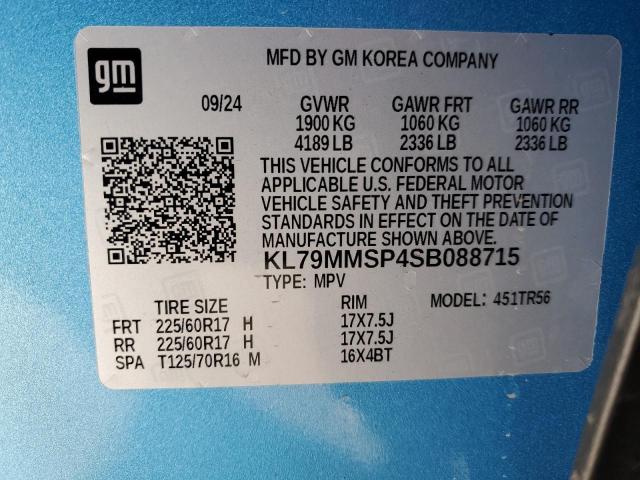 gm
MFD BY GM KOREA COMPANY
09/24 GVWR GAWR FRT GAWR RR
1900 KG 1060 KG 1060 KG
4189 LB 2336 LB 2336 LB
THIS VEHICLE CONFORMS TO ALL
APPLICABLE U.S. FEDERAL MOTOR
VEHICLE SAFETY AND THEFT PREVENTION
STANDARDS IN EFFECT ON THE DATE OF
MANUFACTURE SHOWN ABOVE.
KL79MMSP4SB088715
TYPE: MPV MODEL: 451TR56
TIRE SIZE RIM
FRT 225/60R17 H 17X7.5J
RR 225/60R17 H 17X7.5J
SPA T125/70R16 M 16X4BT